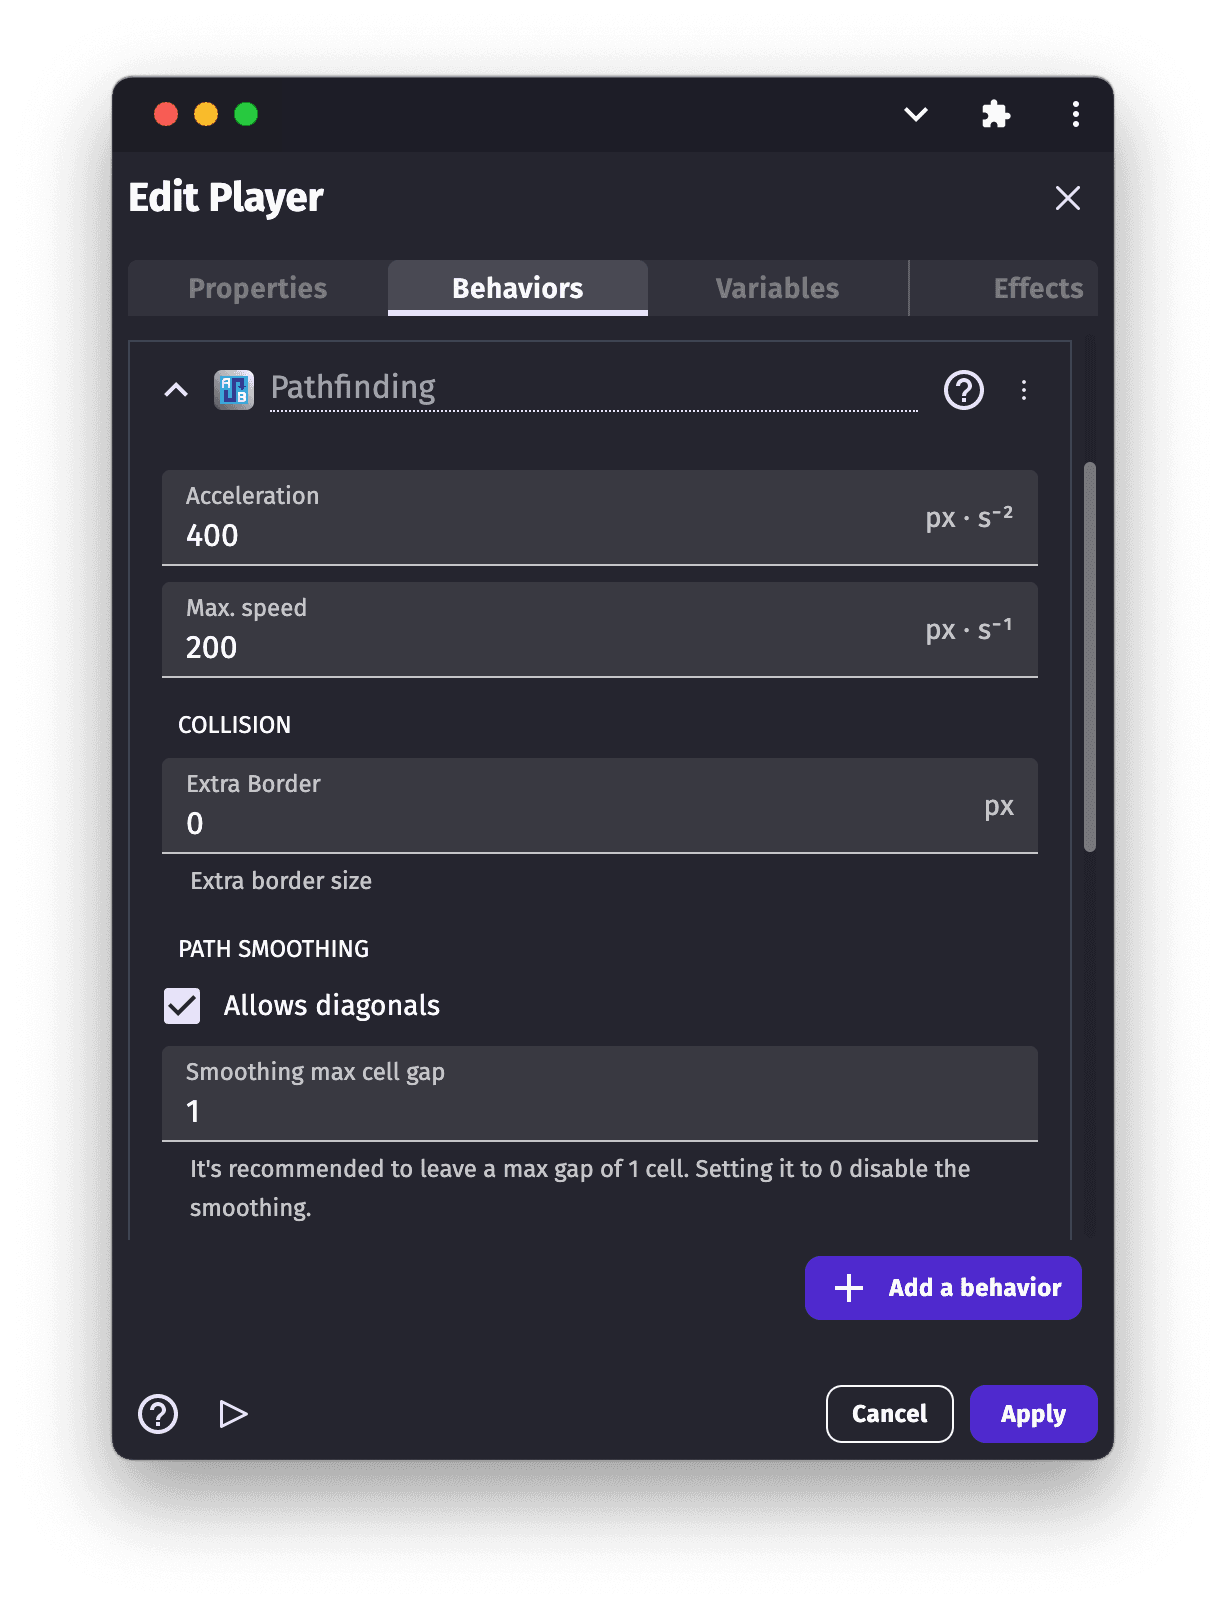 Edit Player
Properties
Behaviors
Variables
Effects
A
B
Pathfinding
Acceleration
400
px · s⁻²
Max. speed
200
px · s⁻¹
COLLISION
Extra Border
0
px
Extra border size
PATH SMOOTHING
Allows diagonals
Smoothing max cell gap
1
It's recommended to leave a max gap of 1 cell. Setting it to 0 disable the
smoothing.
Add a behavior
Cancel
Apply